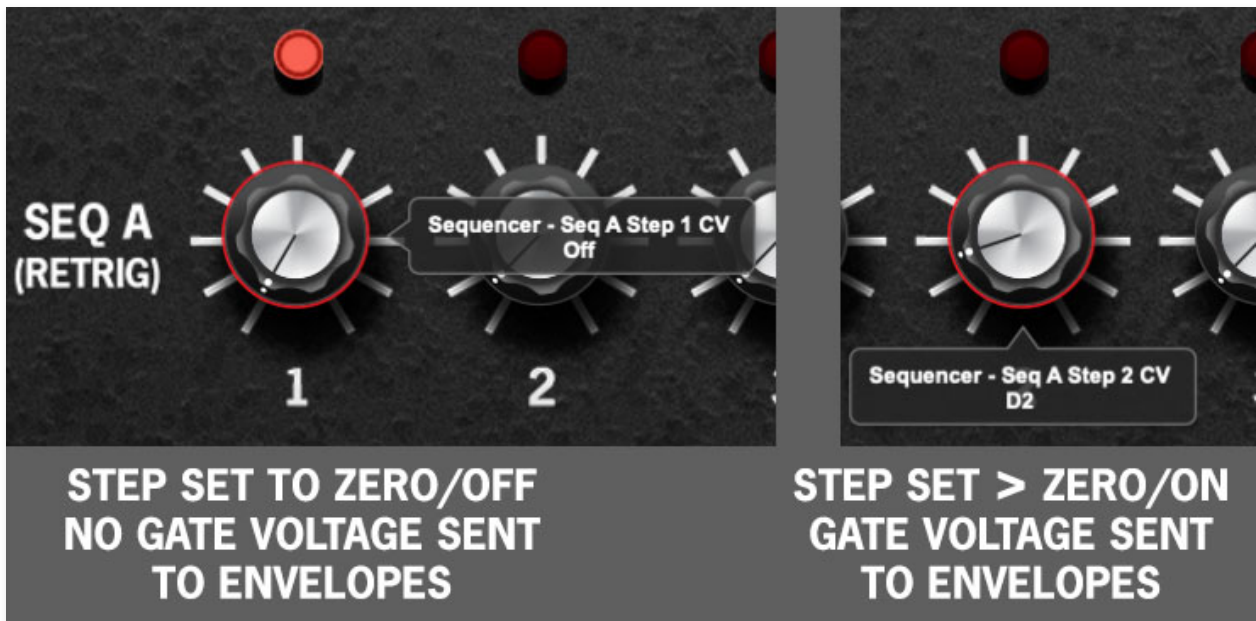 SEQ A
(RETRIG)
Sequencer - Seq A Step 1 CV
Off
1
2
STEP SET TO ZERO/OFF
NO GATE VOLTAGE SENT
TO ENVELOPES
Sequencer - Seq A Step 2 CV
D2
STEP SET > ZERO/ON
GATE VOLTAGE SENT
TO ENVELOPES